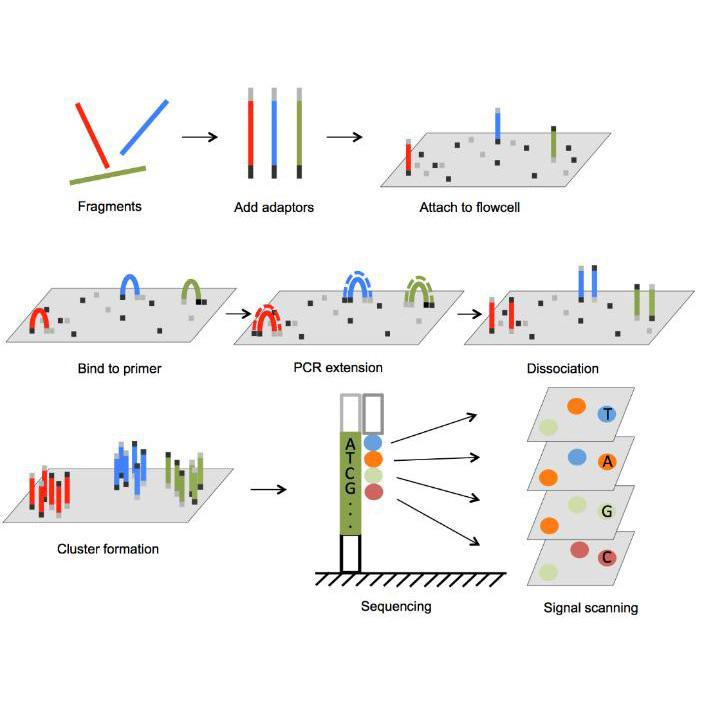 Fragments
Add adaptors
Attach to flowcell
Bind to primer
PCR extension
Dissociation
A
T
C
G
.
.
.
T
A
G
C
Cluster formation
Sequencing
Signal scanning